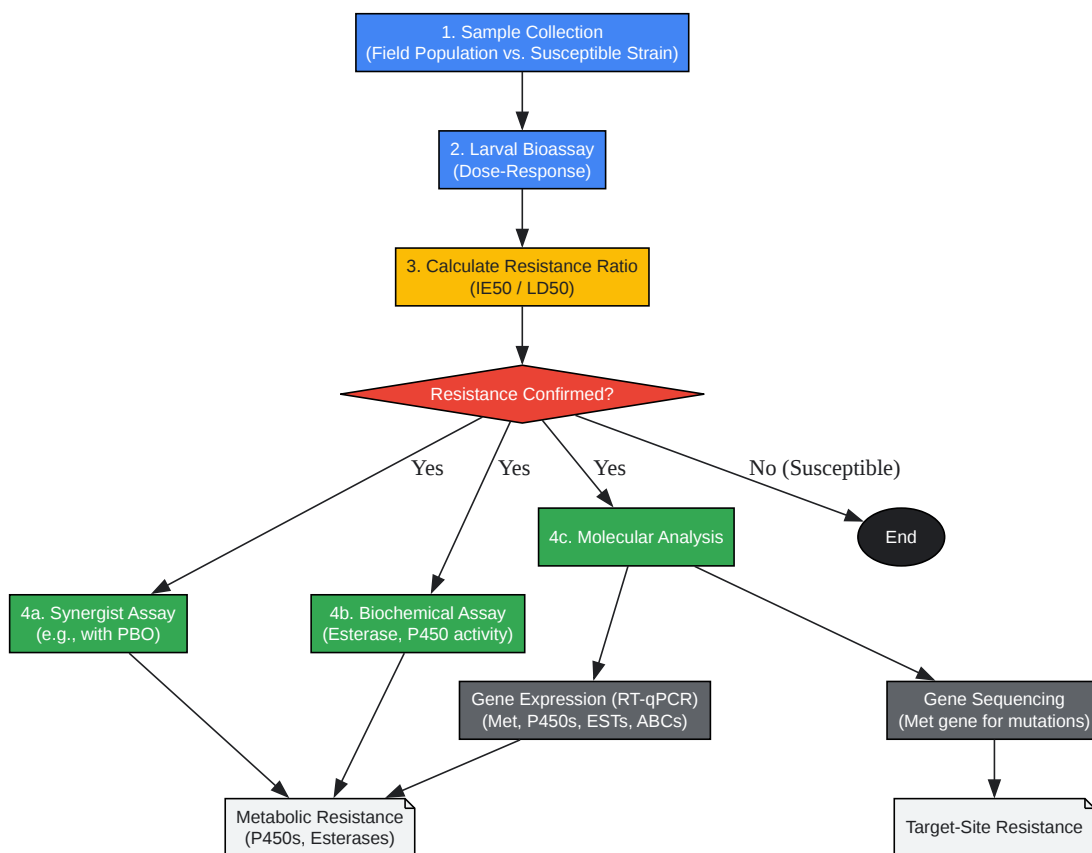 1. Sample Collection
(Field Population vs. Susceptible Strain)
2. Larval Bioassay
(Dose-Response)
3. Calculate Resistance Ratio
(IE50 / LD50)
Resistance Confirmed?
Yes
Yes
Yes
No (Susceptible)
4c. Molecular Analysis
End
4a. Synergist Assay
(e.g., with PBO)
4b. Biochemical Assay
(Esterase, P450 activity)
Gene Expression (RT-qPCR)
(Met, P450s, ESTs, ABCs)
Gene Sequencing
(Met gene for mutations)
Metabolic Resistance
(P450s, Esterases)
Target-Site Resistance